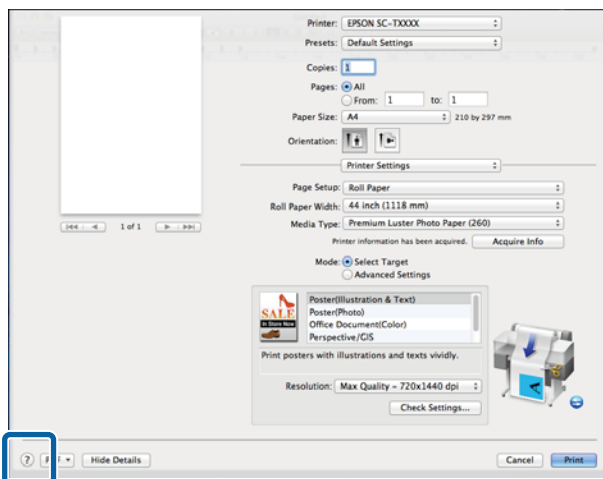 Printer: EPSON SC-TXXXX
Presets: Default Settings
Copies: 1
Pages: All
From: 1 to: 1
Paper Size: A4 210 by 297 mm
Orientation:
Printer Settings
Page Setup: Roll Paper
Roll Paper Width: 44 inch (1118 mm)
Media Type: Premium Luster Photo Paper (260)
1 of 1
Printer information has been acquired. Acquire Info
Mode: Select Target
Advanced Settings
SALE
In Store Now
Poster(Illustration & Text)
Poster(Photo)
Office Document(Color)
Perspective/GIS
Print posters with illustrations and texts vividly.
Resolution: Max Quality - 720x1440 dpi
Check Settings...
? Hide Details Cancel Print